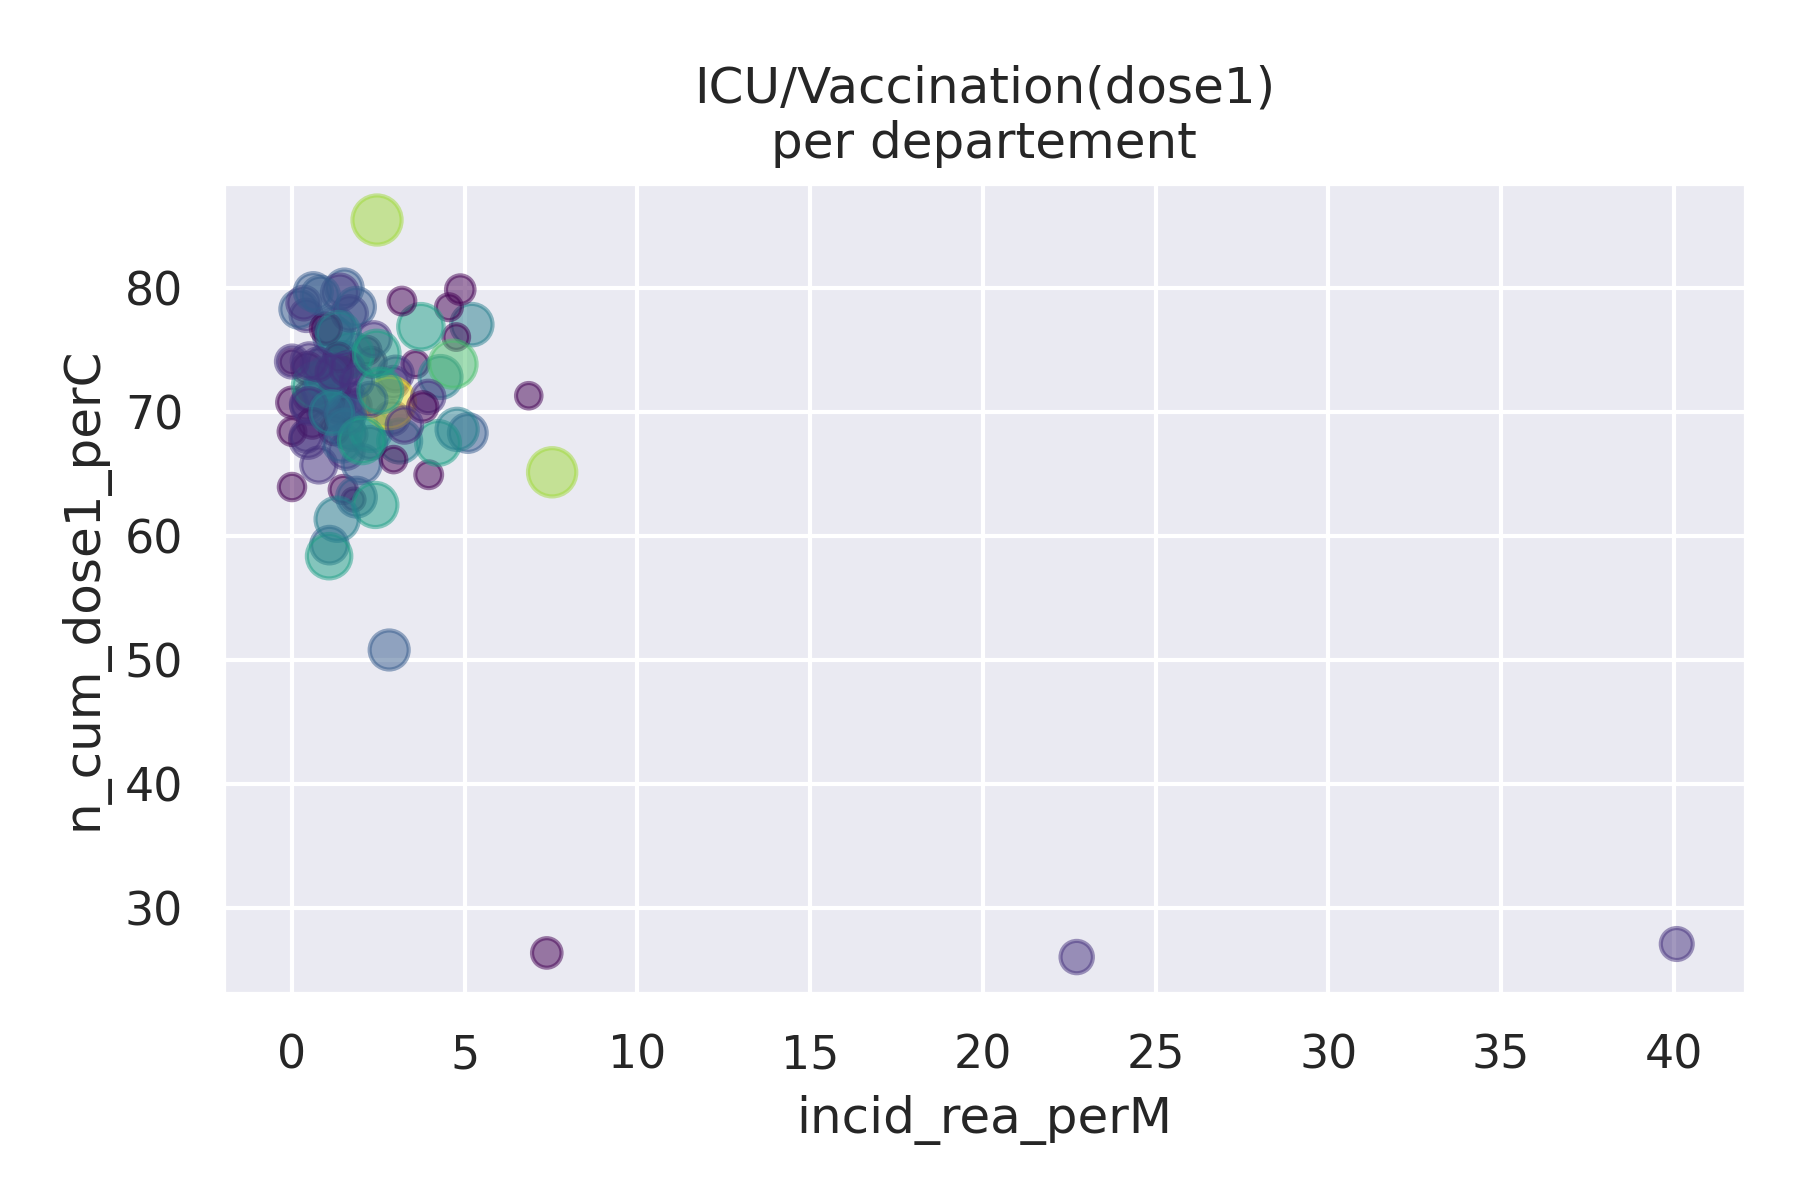 ICU/Vaccination(dose1)
per departement
n_cum_dose1_perC
80
70
60
50
40
30
0 5 10 15 20 25 30 35 40
incid_rea_perM